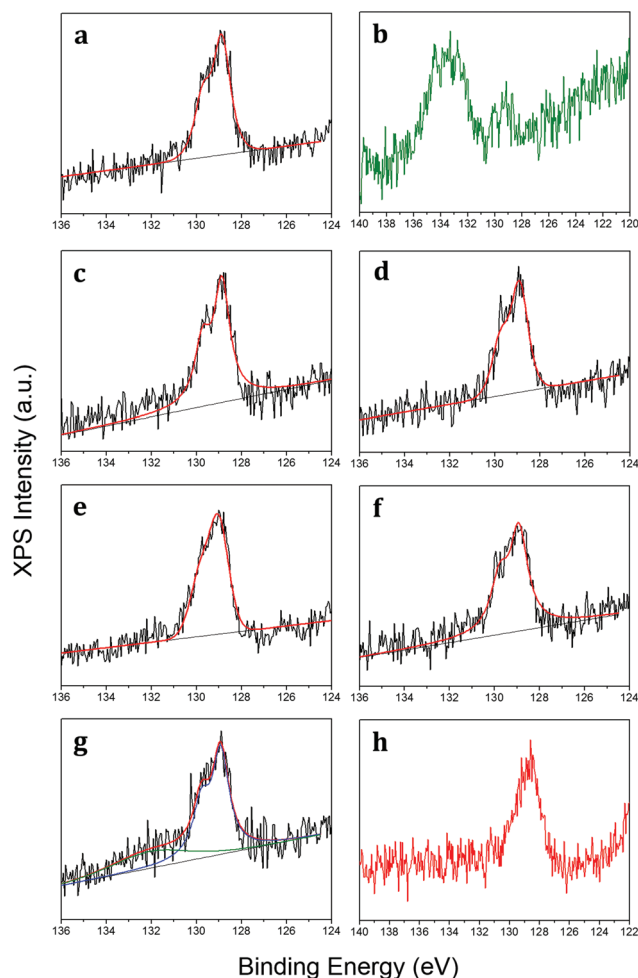 a
b
136 134 132 130 128 126 124
140 138 136 134 132 130 128 126 124 122 120
c
d
136 134 132 130 128 126 124
136 134 132 130 128 126 124
e
f
136 134 132 130 128 126 124
136 134 132 130 128 126 124
g
h
136 134 132 130 128 126 124
140 138 136 134 132 130 128 126 124 122
XPS Intensity (a.u.)
Binding Energy (eV)